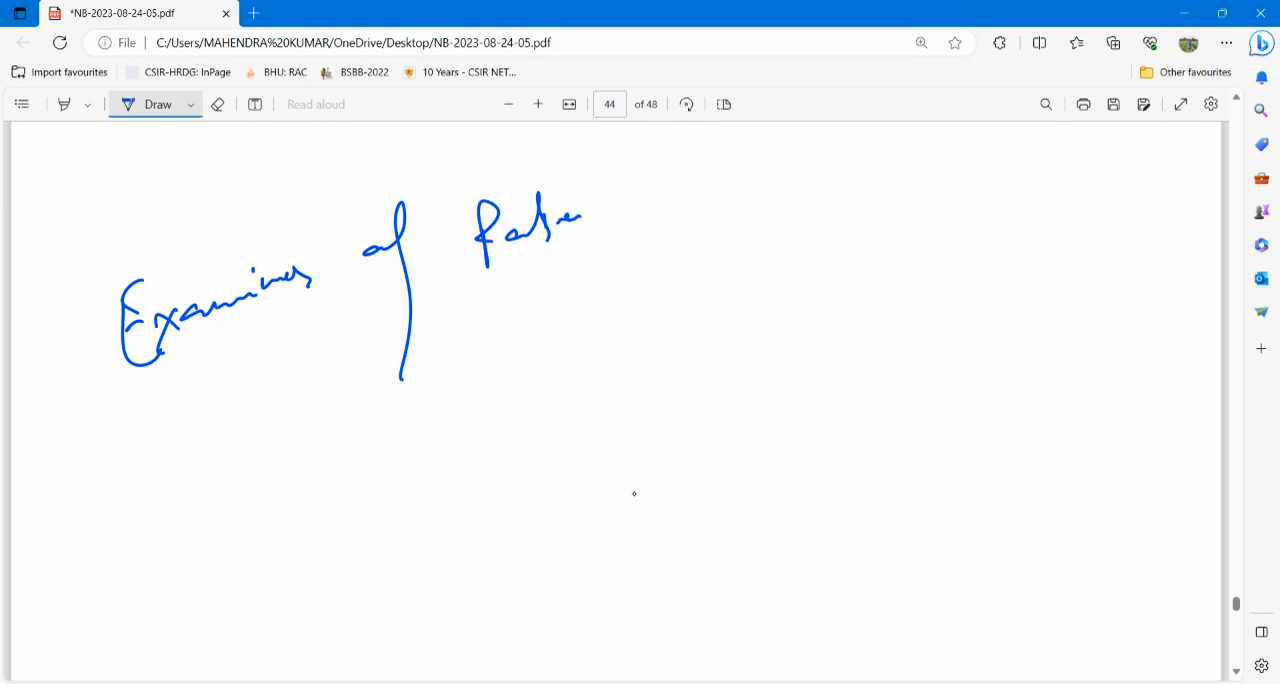 *NB-2023-08-24-05.pdf
File | C:/Users/MAHENDRA%20KUMAR/OneDrive/Desktop/NB-2023-08-24-05.pdf
Import favourites CSIR-HRDG: InPage BHU: RAC BSBB-2022 10 Years - CSIR NET... Other favourites
Draw Read aloud 44 of 48
of